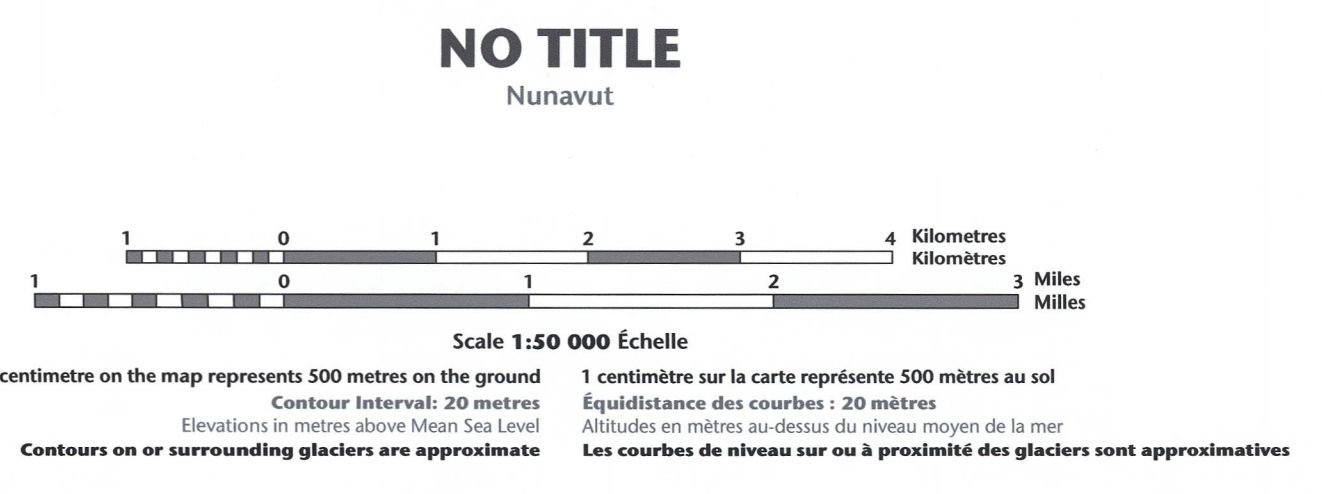 NO TITLE
Nunavut
1 0 1 2 3 4 Kilometres
Kilomètres
1 0 1 2 3 Miles
Milles
Scale 1:50 000 Échelle
centimetre on the map represents 500 metres on the ground
Contour Interval: 20 metres
Elevations in metres above Mean Sea Level
Contours on or surrounding glaciers are approximate
1 centimètre sur la carte représente 500 mètres au sol
Équidistance des courbes : 20 mètres
Altitudes en mètres au-dessus du niveau moyen de la mer
Les courbes de niveau sur ou à proximité des glaciers sont approximatives